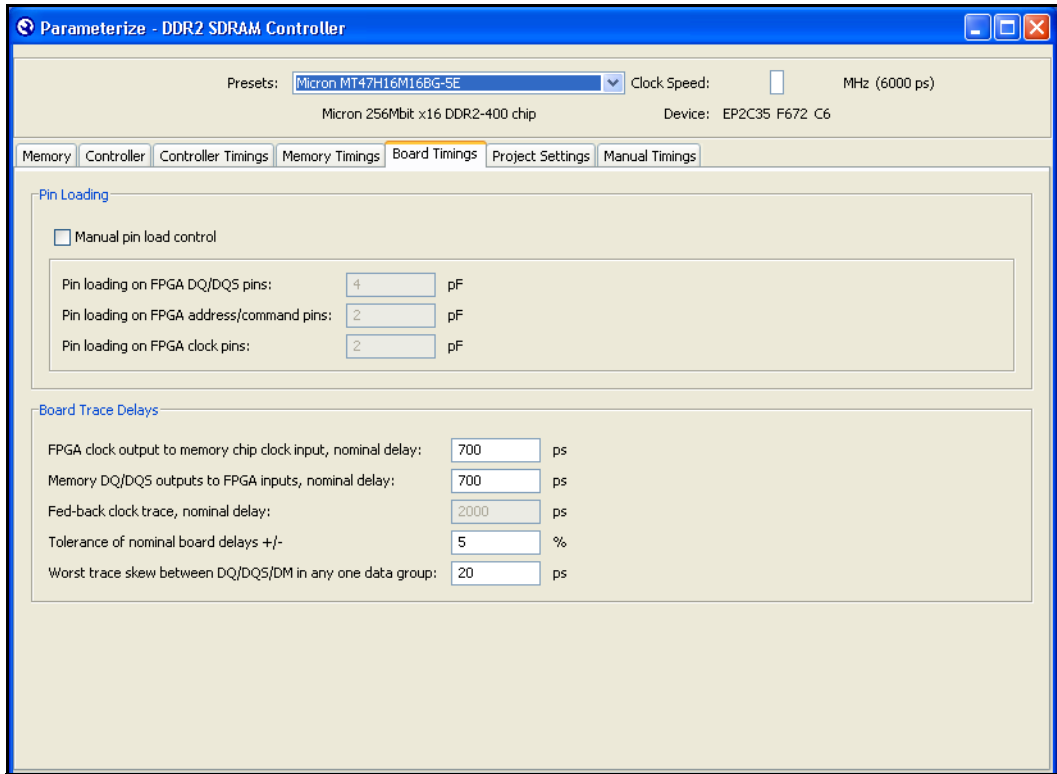 Parameterize - DDR2 SDRAM Controller
Presets: Micron MT47H16M16BG-5E Clock Speed: MHz (6000 ps)
Micron 256Mbit x16 DDR2-400 chip Device: EP2C35 F672 C6
Memory Controller Controller Timings Memory Timings Board Timings Project Settings Manual Timings
Pin Loading
Manual pin load control
Pin loading on FPGA DQ/DQS pins: 4 pF
Pin loading on FPGA address/command pins: 2 pF
Pin loading on FPGA clock pins: 2 pF
Board Trace Delays
FPGA clock output to memory chip clock input, nominal delay: 700 ps
Memory DQ/DQS outputs to FPGA inputs, nominal delay: 700 ps
Fed-back clock trace, nominal delay: 2000 ps
Tolerance of nominal board delays +/- 5 %
Worst trace skew between DQ/DQS/DM in any one data group: 20 ps